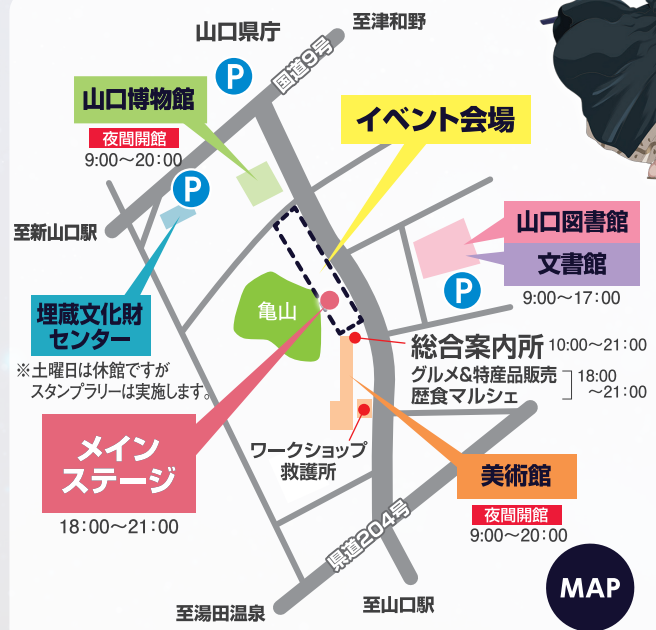 山口県庁
至津和野
P
国道9号
山口博物館
夜間開館
9:00〜20:00
イベント会場
P
至新山口駅
山口図書館
文書館
9:00〜17:00
P
埋蔵文化財
センター
※土曜日は休館ですが
スタンプラリーは実施します。
亀山
総合案内所 10:00〜21:00
グルメ&特産品販売
歴食マルシェ
18:00
〜21:00
メイン
ステージ
18:00〜21:00
ワークショップ
救護所
美術館
夜間開館
9:00〜20:00
県道204号
至湯田温泉
至山口駅
MAP